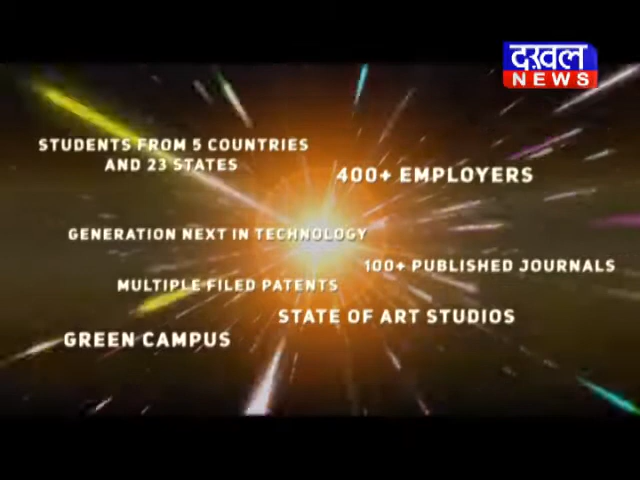 दख़ल
NEWS
STUDENTS FROM 5 COUNTRIES
AND 23 STATES
400+ EMPLOYERS
GENERATION NEXT IN TECHNOLOGY
100+ PUBLISHED JOURNALS
MULTIPLE FILED PATENTS
STATE OF ART STUDIOS
GREEN CAMPUS